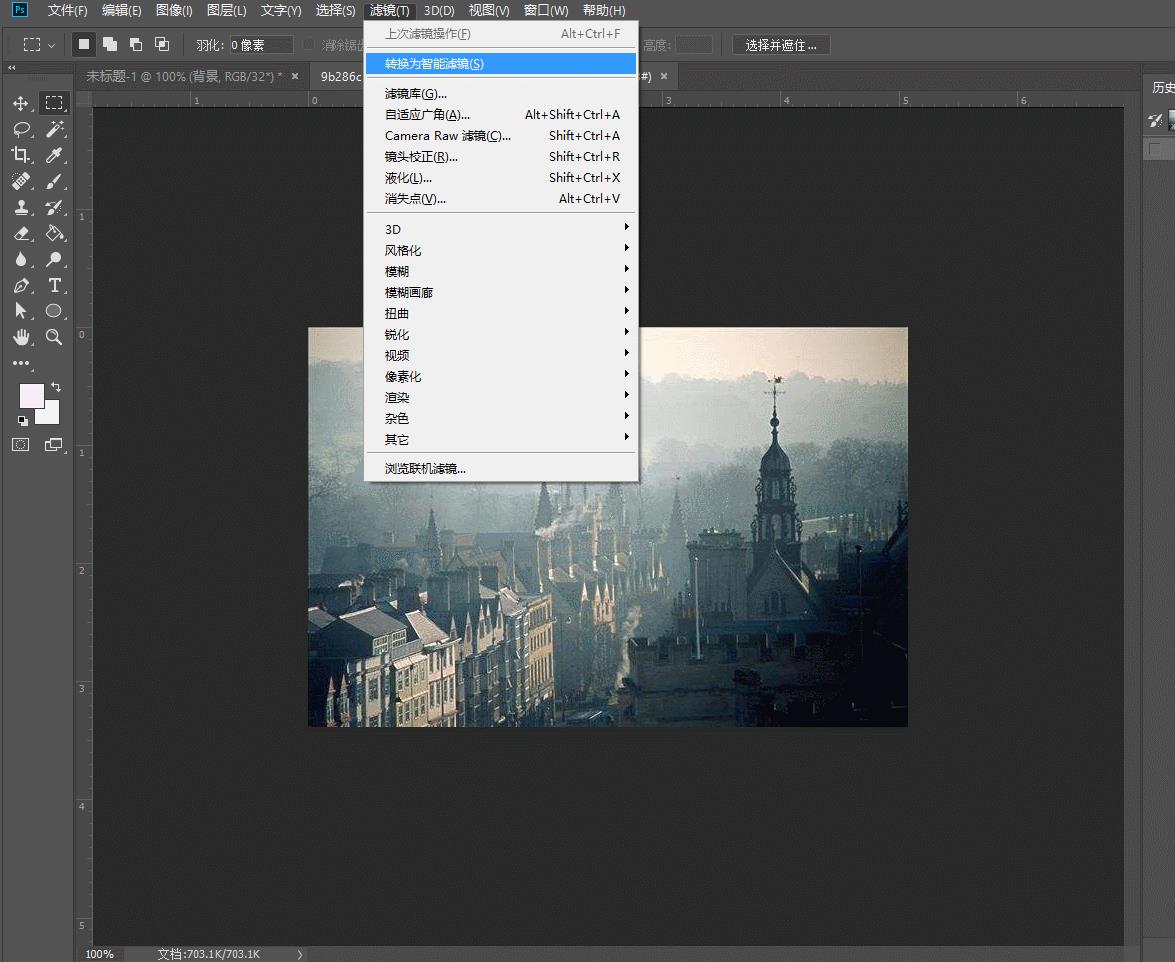 Ps 文件(F) 编辑(E) 图像(I) 图层(L) 文字(Y) 选择(S) 滤镜(T) 3D(D) 视图(V) 窗口(W) 帮助(H)
羽化: 0 像素 消除锯齿 高度: 选择并遮住...
未标题-1 @ 100% (背景, RGB/32*) * × 9b286c #) ×
历史
上次滤镜操作(F) Alt+Ctrl+F
转换为智能滤镜(S)
滤镜库(G)...
自适应广角(A)... Alt+Shift+Ctrl+A
Camera Raw 滤镜(C)... Shift+Ctrl+A
镜头校正(R)... Shift+Ctrl+R
液化(L)... Shift+Ctrl+X
消失点(V)... Alt+Ctrl+V
3D
风格化
模糊
模糊画廊
扭曲
锐化
视频
像素化
渲染
杂色
其它
浏览联机滤镜...
1 0 3 4 5 6
1
0
1
2
3
4
5
100% 文档:703.1K/703.1K